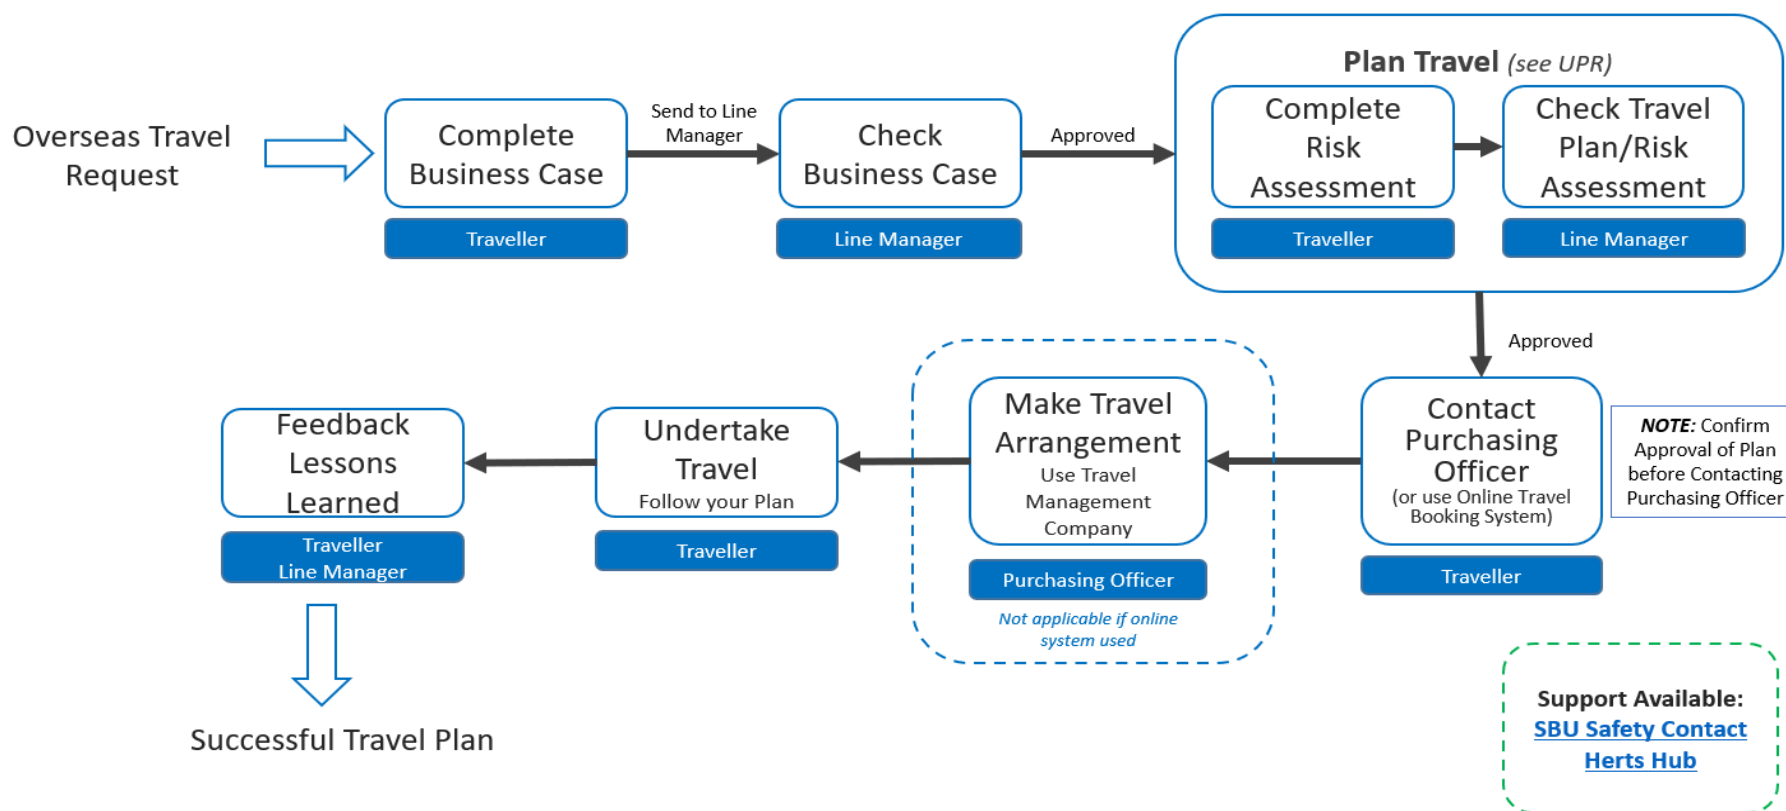 Overseas Travel
Request
Complete
Business Case
Traveller
Send to Line
Manager
Check
Business Case
Line Manager
Approved
Plan Travel (see UPR)
Complete
Risk
Assessment
Traveller
Check Travel
Plan/Risk
Assessment
Line Manager
Approved
Contact
Purchasing
Officer
(or use Online Travel
Booking System)
Traveller
NOTE: Confirm
Approval of Plan
before Contacting
Purchasing Officer
Make Travel
Arrangement
Use Travel
Management
Company
Purchasing Officer
Not applicable if online
system used
Undertake
Travel
Follow your Plan
Traveller
Feedback
Lessons
Learned
Traveller
Line Manager
Successful Travel Plan
Support Available:
SBU Safety Contact
Herts Hub